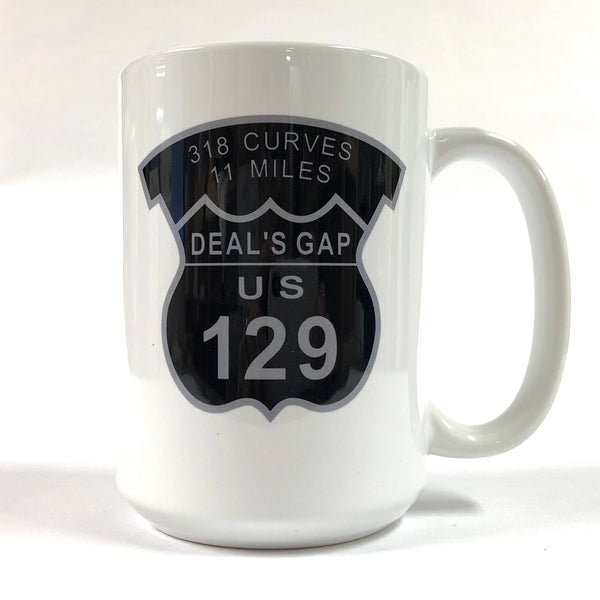 318 CURVES
11 MILES
DEAL'S GAP
US
129